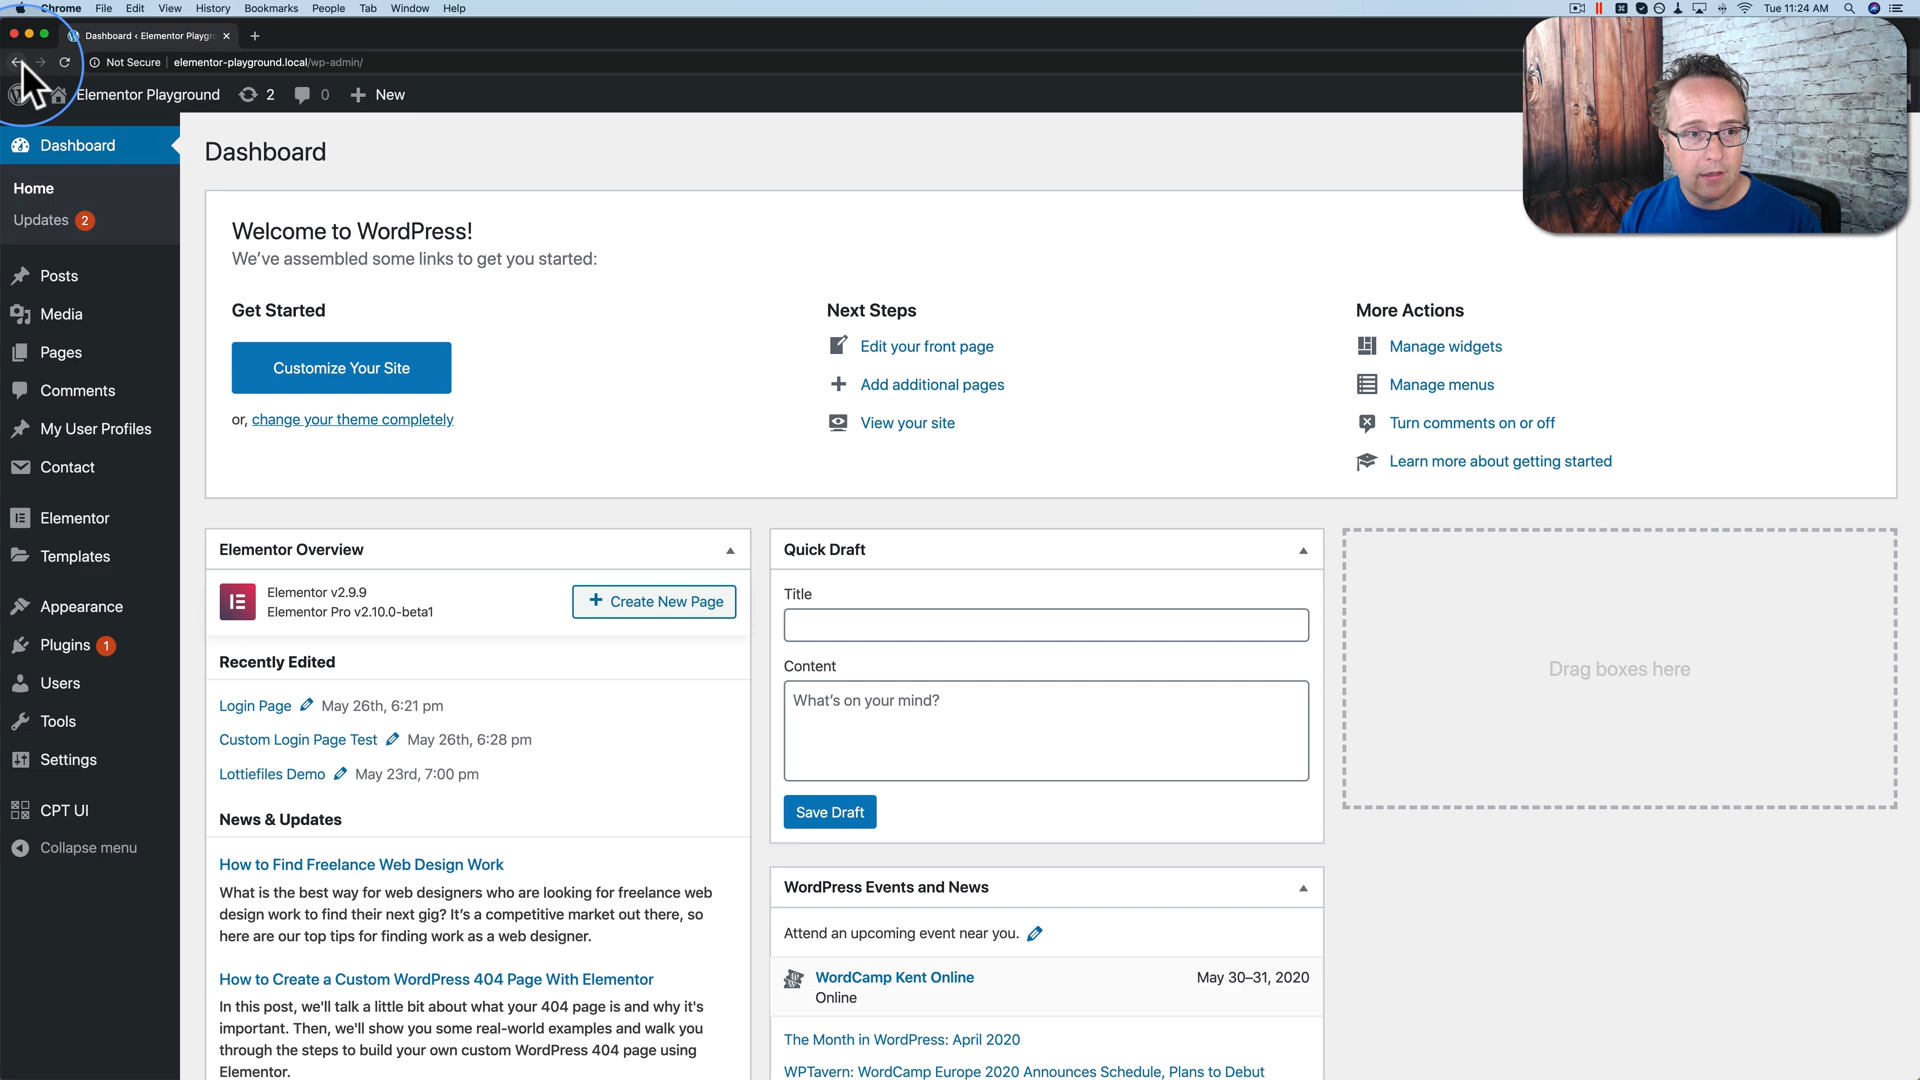 Chrome File Edit View History Bookmarks People Tab Window Help
Tue 11:24 AM
Dashboard ‹ Elementor Playgr
Not Secure elementor-playground.local/wp-admin/
Elementor Playground 2 0 New
Dashboard
Home
Updates 2
Posts
Media
Pages
Comments
My User Profiles
Contact
Elementor
Templates
Appearance
Plugins 1
Users
Tools
Settings
CPT UI
Collapse menu
Dashboard
Welcome to WordPress!
We've assembled some links to get you started:
Get Started
Customize Your Site
or, change your theme completely
Next Steps
Edit your front page
Add additional pages
View your site
More Actions
Manage widgets
Manage menus
Turn comments on or off
Learn more about getting started
Elementor Overview
Elementor v2.9.9
Elementor Pro v2.10.0-beta1
Create New Page
Recently Edited
Login Page May 26th, 6:21 pm
Custom Login Page Test May 26th, 6:28 pm
Lottiefiles Demo May 23rd, 7:00 pm
News & Updates
How to Find Freelance Web Design Work
What is the best way for web designers who are looking for freelance web
design work to find their next gig? It's a competitive market out there, so
here are our top tips for finding work as a web designer.
How to Create a Custom WordPress 404 Page With Elementor
In this post, we'll talk a little bit about what your 404 page is and why it's
important. Then, we'll show you some real-world examples and walk you
through the steps to build your own custom WordPress 404 page using
Elementor.
Quick Draft
Title
Content
What's on your mind?
Save Draft
WordPress Events and News
Attend an upcoming event near you.
WordCamp Kent Online May 30–31, 2020
Online
The Month in WordPress: April 2020
WPTavern: WordCamp Europe 2020 Announces Schedule, Plans to Debut
Drag boxes here